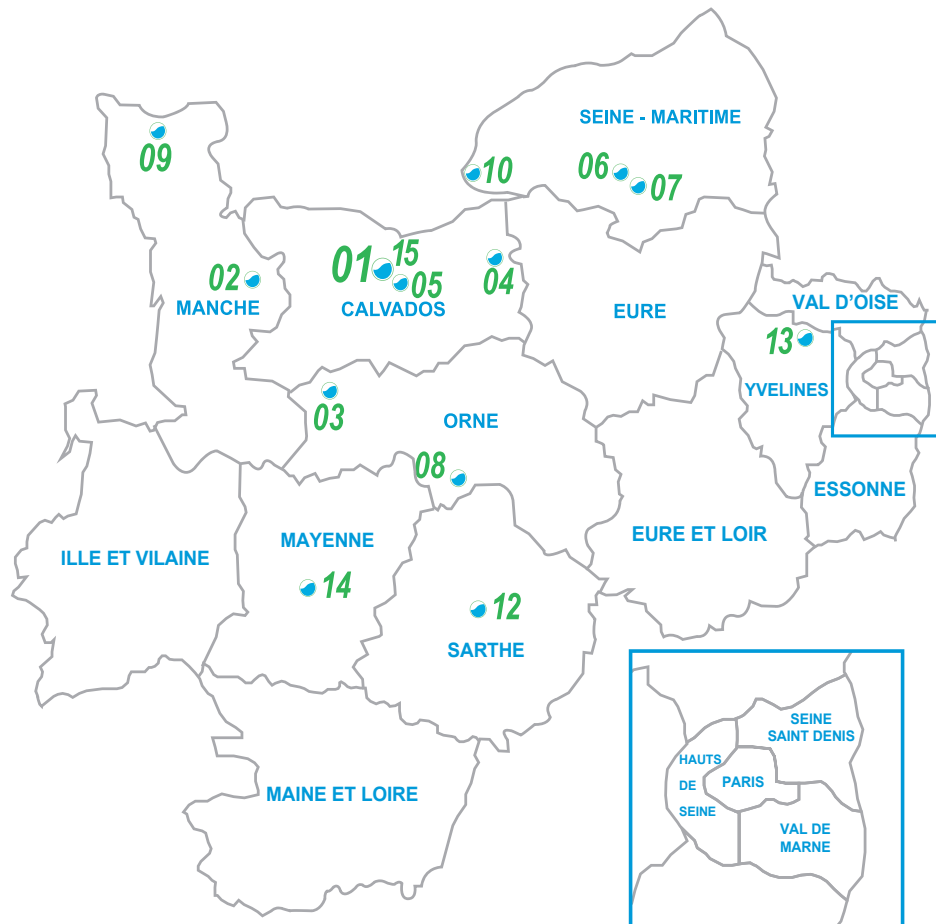 SEINE - MARITIME
09
10
06
07
01
15
05
04
02
MANCHE
CALVADOS
EURE
VAL D'OISE
13
YVELINES
03
ORNE
08
ESSONNE
MAYENNE
ILLE ET VILAINE
EURE ET LOIR
14
12
SARTHE
MAINE ET LOIRE
SEINE
SAINT DENIS
HAUTS
DE
SEINE
PARIS
VAL DE
MARNE